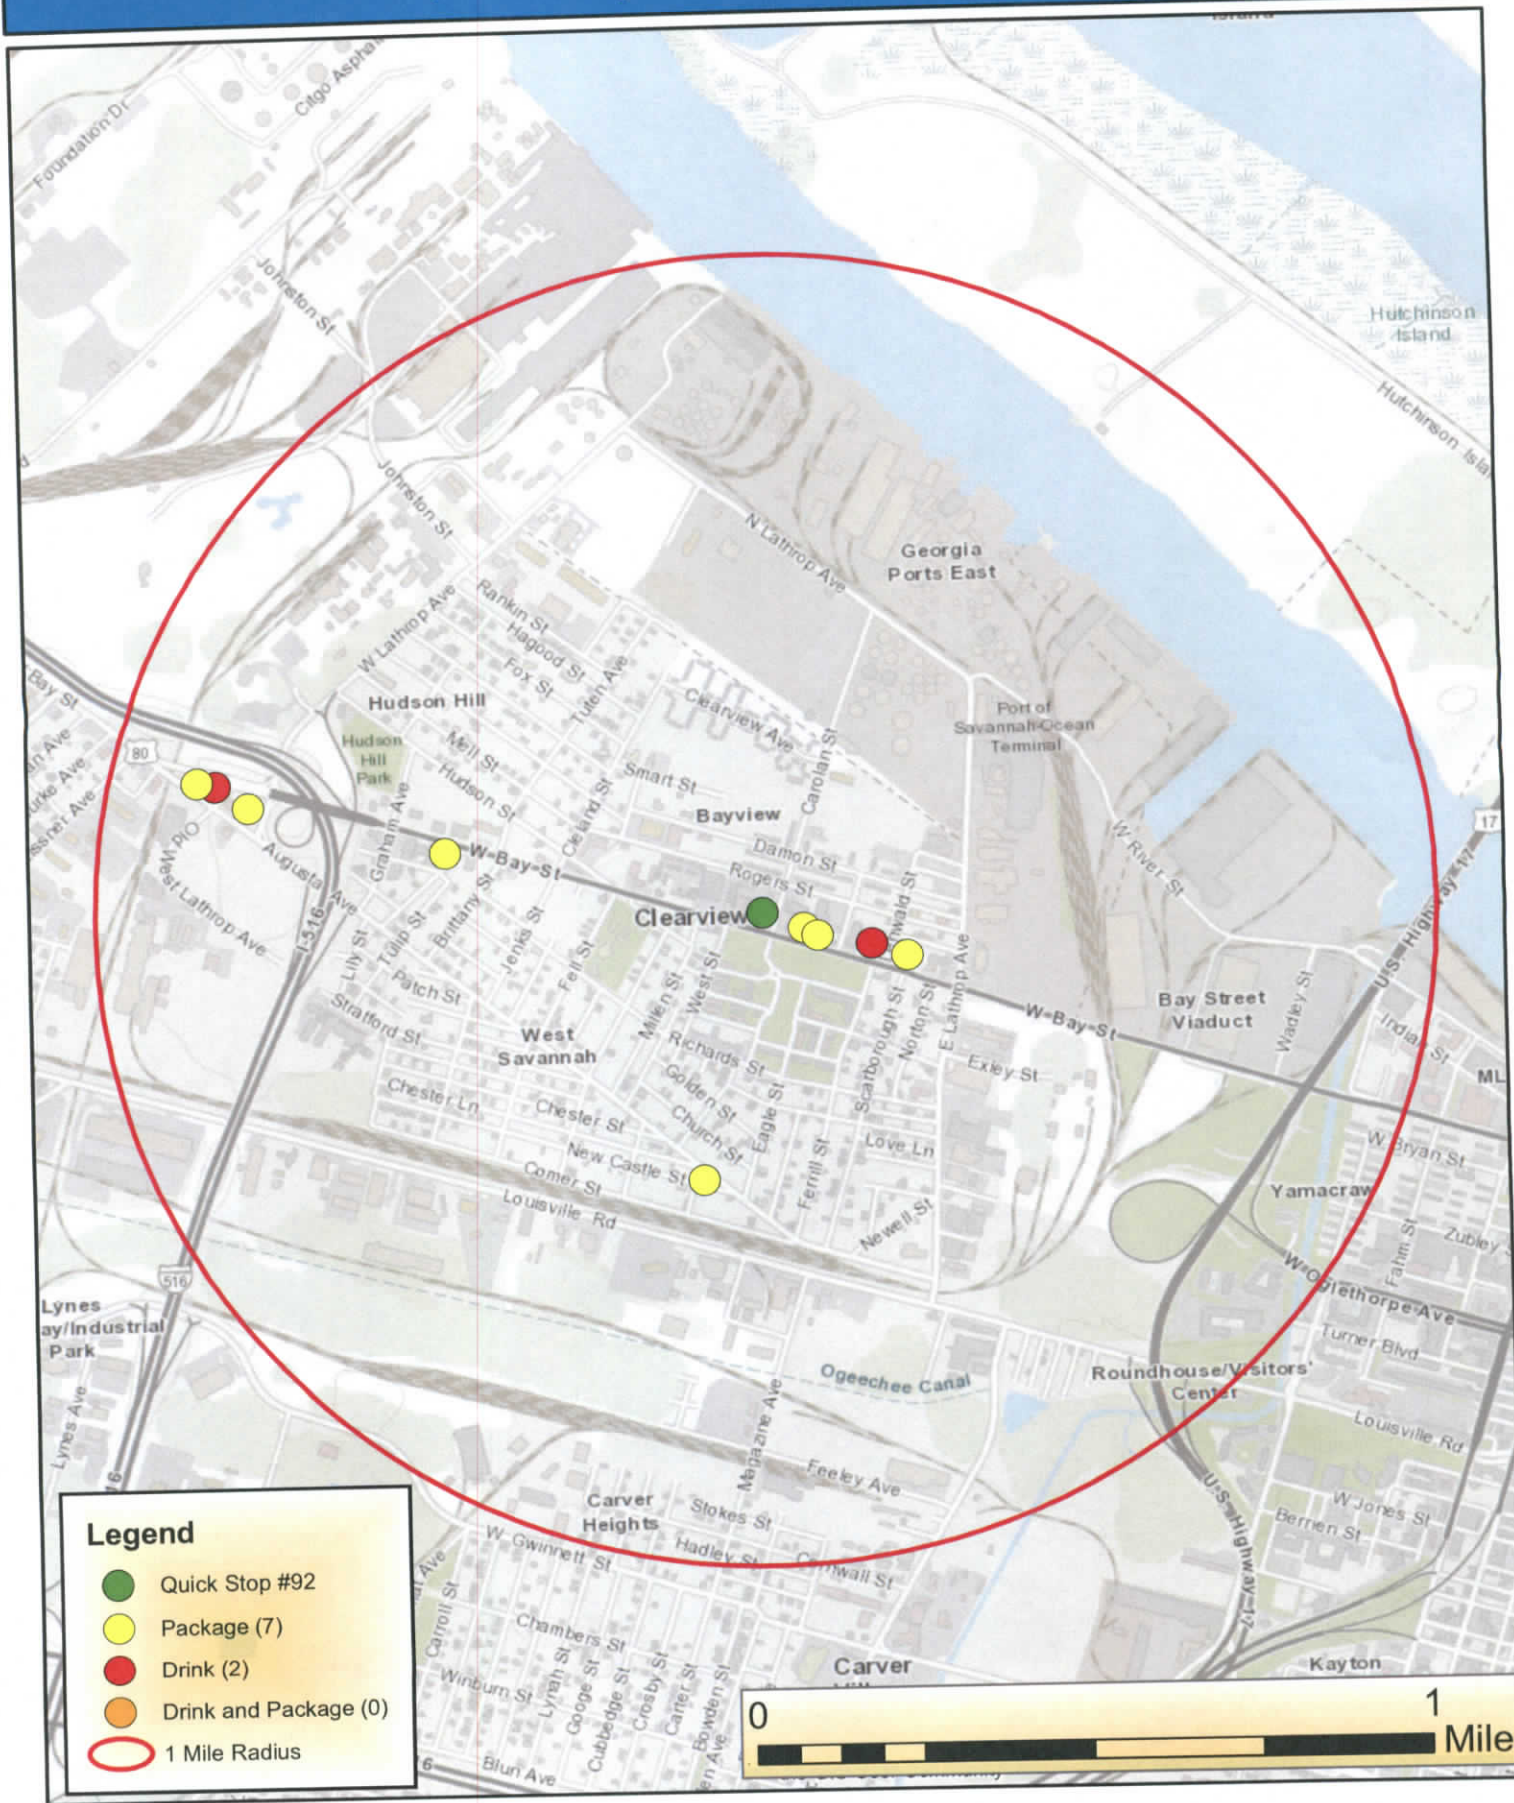 Citgo
Foundation Dr
Johnston St
Hutchinson
Island
Hutchinson
Johnston St
N Lathrop Ave
Georgia
Ports East
Rankin St
Hagood St
Fox St
W Lathrop Ave
Tuten Ave
Hudson Hill
Clearview Ave
Port of
Savannah-Ocean
Terminal
Bay St
80
Hudson
Hill
Park
Mell St
Hudson St
Smart St
Carolan St
Bayview
Cleland St
Graham Ave
W-Bay-St
Damon St
Rogers St
W River St
17
U.S. Highway-17
West Lathrop Ave
Old
Augusta Ave
I-516
Clearview
Brittany St
Tulip St
Lily St
Jenks St
Fell St
Patch St
Stratford St
West
Savannah
Millen St
West St
Scarborough St
Norton St
E Lathrop Ave
W-Bay-St
Bay Street
Viaduct
Wadley St
Indian St
ML
Exley St
Richards St
Golden St
Church St
Eagle St
Ferrill St
Chester Ln
Chester St
New Castle St
Comer St
Louisville Rd
Love Ln
Newell St
W Bryan St
Yamacraw
Fahm St
Zubley
W-Oglethorpe-Ave
Turner Blvd
516
Lynes
ay/Industrial
Park
Lynes Ave
Ogeechee Canal
Roundhouse/Visitors'
Center
Louisville Rd
Magazine Ave
Feeley Ave
Carver
Heights
Stokes St
Hadley St
Cornwall St
W Gwinnett St
W Jones St
Berrien St
U.S. Highway-17
16
Carroll St
Chambers St
Winburn St
Lynah St
Googe St
Cubbedge St
Crosby St
Carter St
Bowden St
Carver
Kayton
Blun Ave
16
Legend
Quick Stop #92
Package (7)
Drink (2)
Drink and Package (0)
1 Mile Radius
0 1
Mile